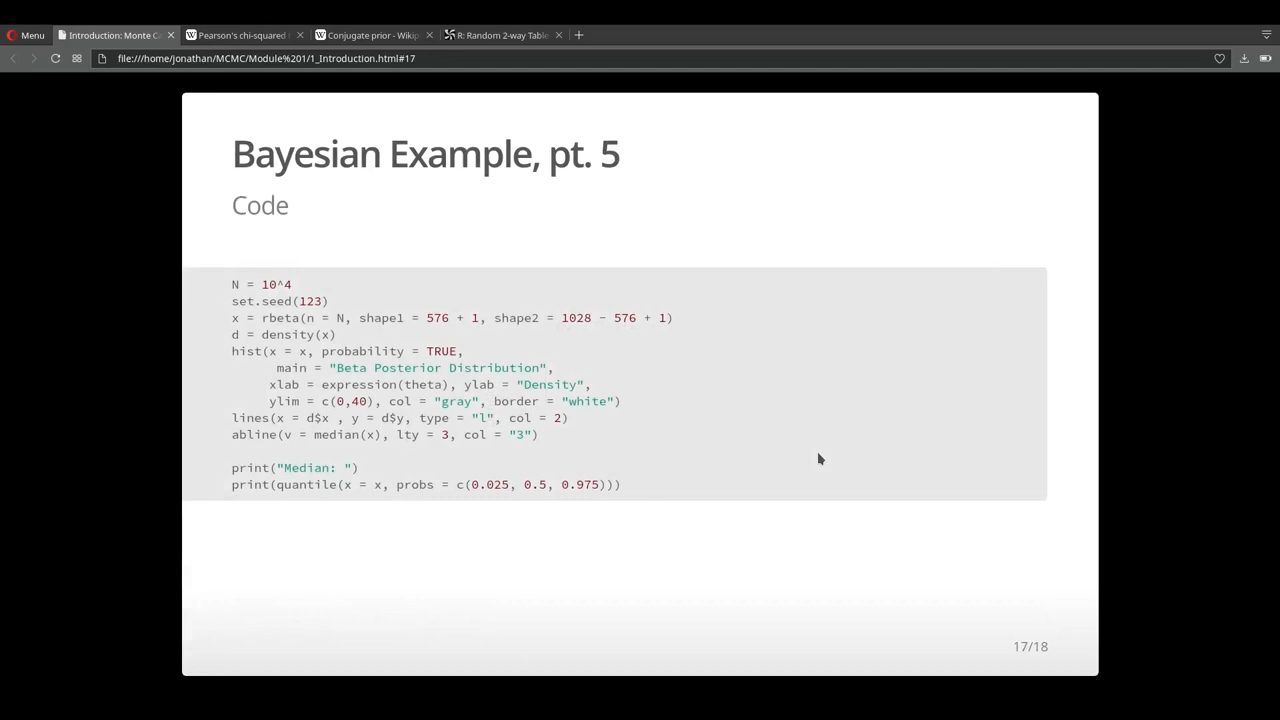 Menu
Introduction: Monte C
Pearson's chi-squared
Conjugate prior - Wikip
R: Random 2-way Table
file:///home/jonathan/MCMC/Module%201/1_Introduction.html#17
Bayesian Example, pt. 5
Code
N = 10^4
set.seed(123)
x = rbeta(n = N, shape1 = 576 + 1, shape2 = 1028 - 576 + 1)
d = density(x)
hist(x = x, probability = TRUE,
main = "Beta Posterior Distribution",
xlab = expression(theta), ylab = "Density",
ylim = c(0,40), col = "gray", border = "white")
lines(x = d$x , y = d$y, type = "l", col = 2)
abline(v = median(x), lty = 3, col = "3")
print("Median: ")
print(quantile(x = x, probs = c(0.025, 0.5, 0.975)))
17/18